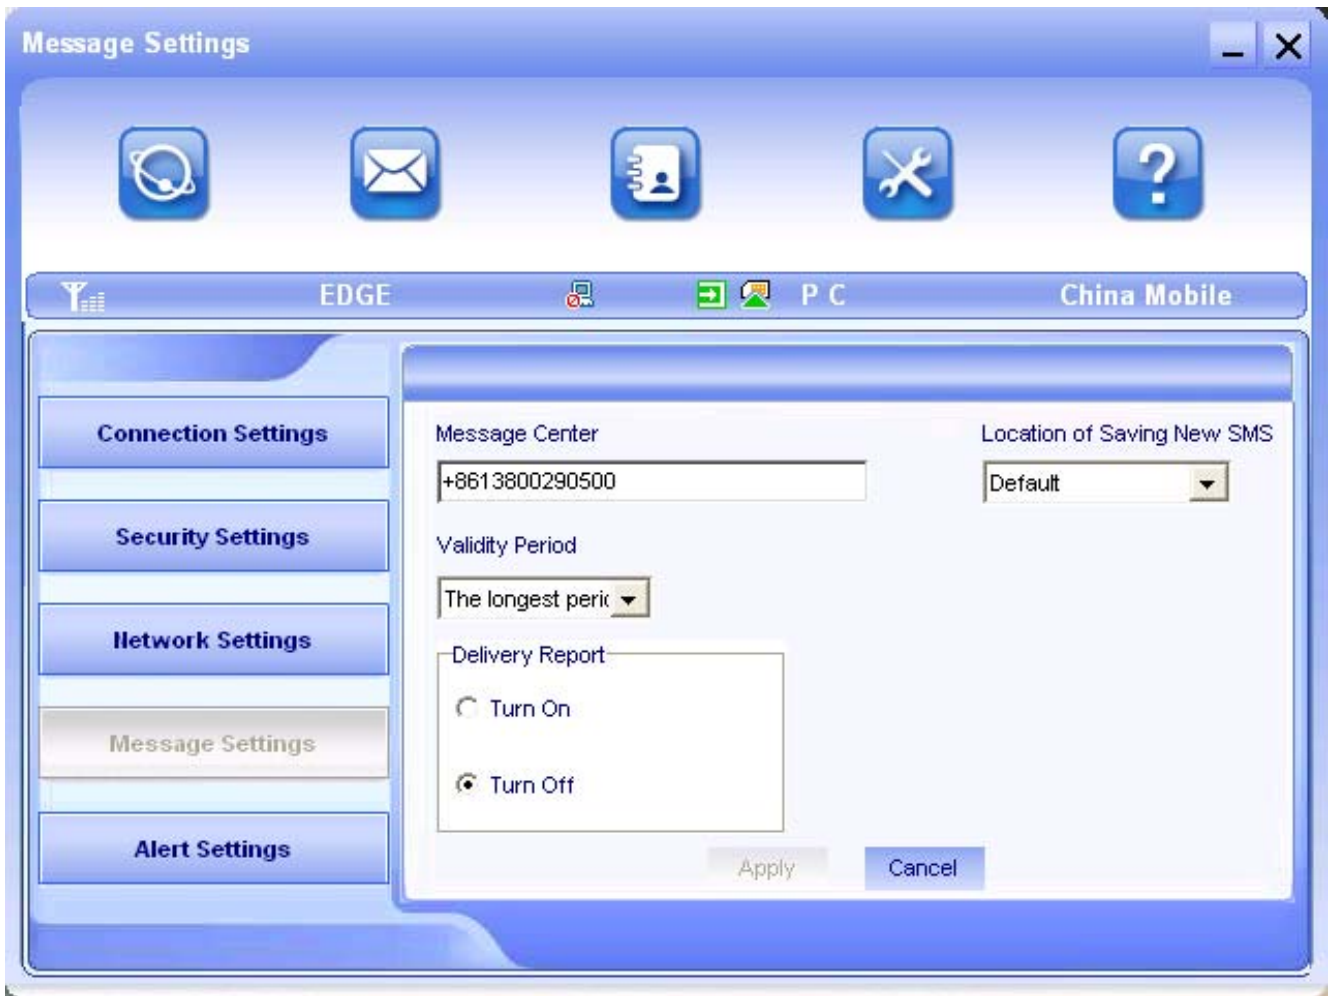 Message Settings
EDGE P C China Mobile
Connection Settings
Security Settings
Network Settings
Message Settings
Alert Settings
Message Center
Location of Saving New SMS
+8613800290500
Default
Validity Period
The longest peri
Delivery Report
Turn On
Turn Off
Apply
Cancel